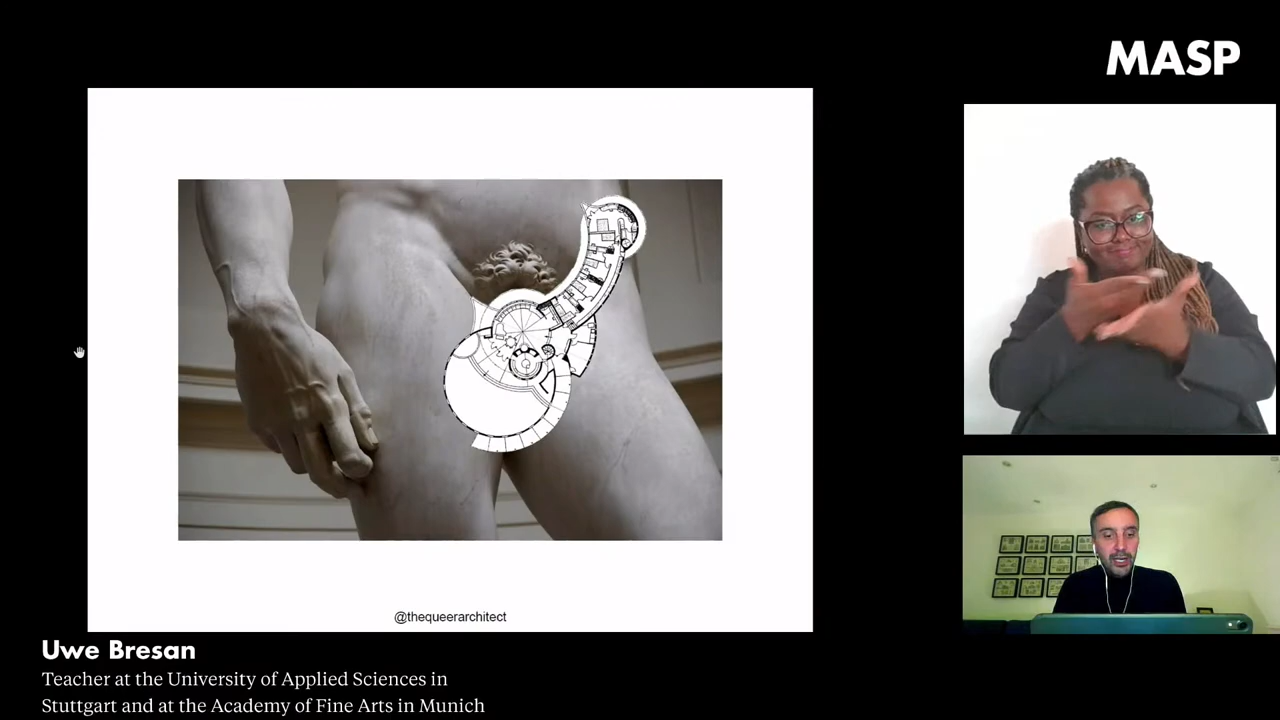 MASP
@thequeerarchitect
Uwe Bresan
Teacher at the University of Applied Sciences in
Stuttgart and at the Academy of Fine Arts in Munich